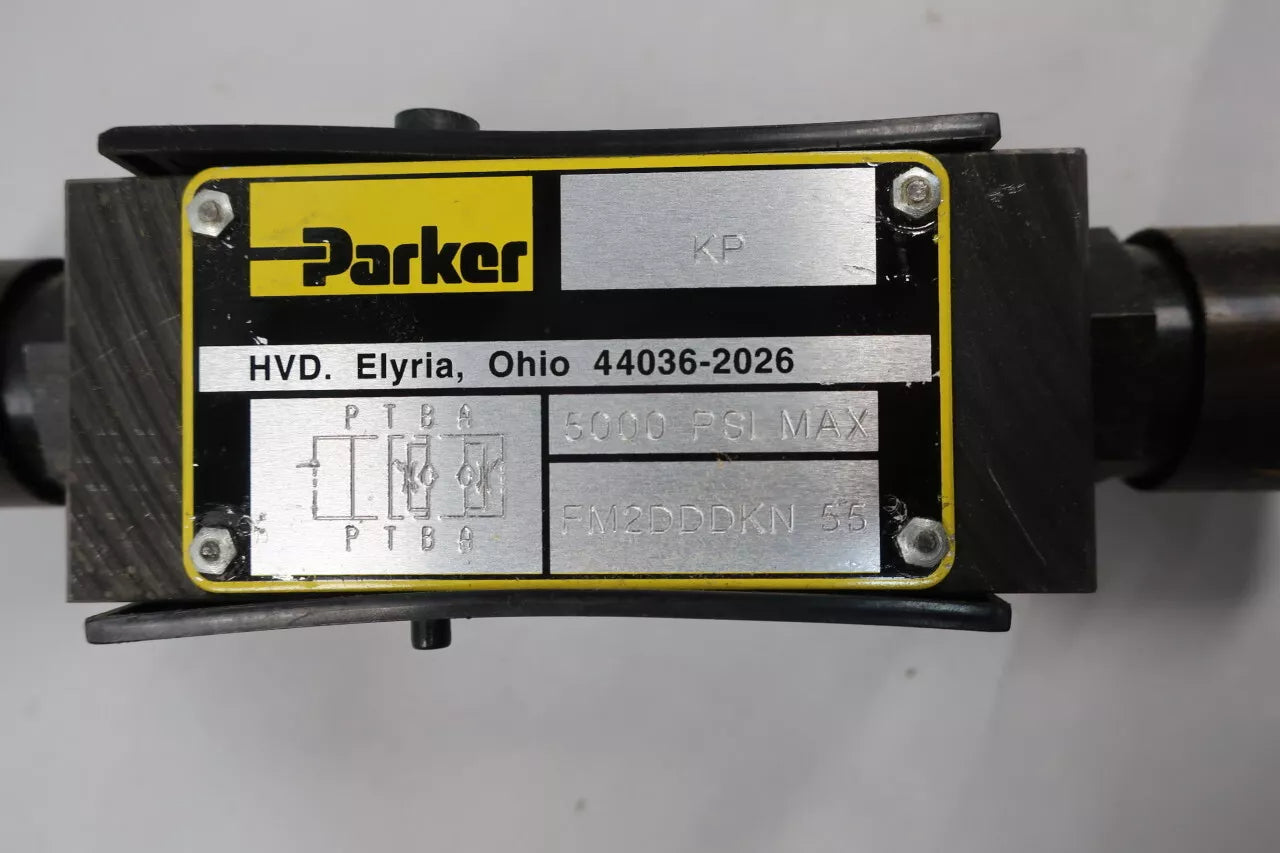 Parker
KP
HVD. Elyria, Ohio 44036-2026
P T B A
5000 PSI MAX
FM2DDDKN 55
P T B A